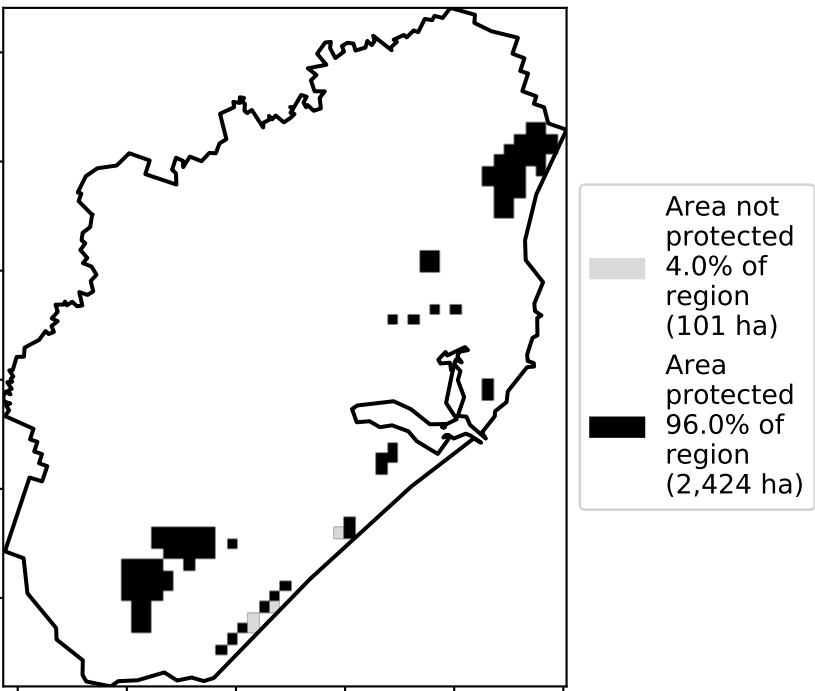 Area not
protected
4.0% of
region
(101 ha)
Area
protected
96.0% of
region
(2,424 ha)